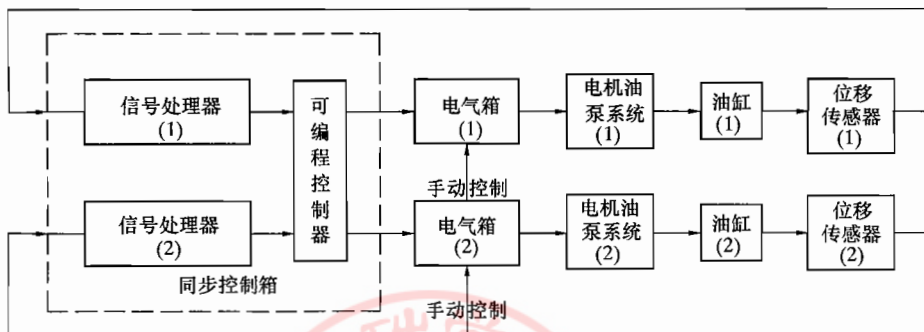 信号处理器
(1)
可
编
程
控
制
器
电气箱
(1)
电机油
泵系统
(1)
油缸
(1)
位移
传感器
(1)
手动控制
信号处理器
(2)
电气箱
(2)
电机油
泵系统
(2)
油缸
(2)
位移
传感器
(2)
同步控制箱
手动控制